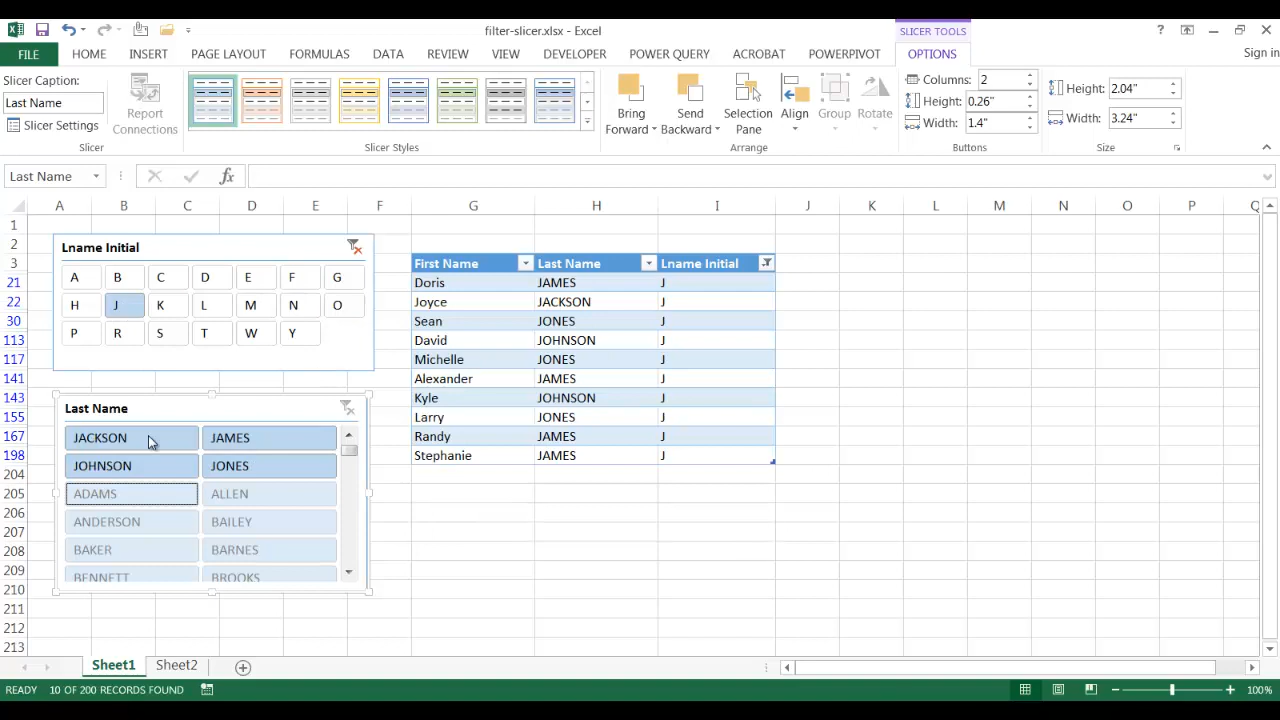 filter-slicer.xlsx - Excel
SLICER TOOLS
Sign in
FILE HOME INSERT PAGE LAYOUT FORMULAS DATA REVIEW VIEW DEVELOPER POWER QUERY ACROBAT POWERPIVOT OPTIONS
Slicer Caption:
Last Name
Slicer Settings
Slicer
Report
Connections
Slicer Styles
Bring
Forward
Send
Backward
Selection
Pane
Align
Group
Rotate
Arrange
Columns: 2
Height: 0.26"
Width: 1.4"
Buttons
Height: 2.04"
Width: 3.24"
Size
Last Name fx
A B C D E F G H I J K L M N O P Q
1
2
3
21
22
30
113
117
141
143
155
167
198
204
205
206
207
208
209
210
211
212
213
Lname Initial
A B C D E F G
H J K L M N O
P R S T W Y
Last Name
JACKSON JAMES
JOHNSON JONES
ADAMS ALLEN
ANDERSON BAILEY
BAKER BARNES
BENNETT BROOKS
First Name Last Name Lname Initial
Doris JAMES J
Joyce JACKSON J
Sean JONES J
David JOHNSON J
Michelle JONES J
Alexander JAMES J
Kyle JOHNSON J
Larry JONES J
Randy JAMES J
Stephanie JAMES J
Sheet1 Sheet2
READY 10 OF 200 RECORDS FOUND 100%